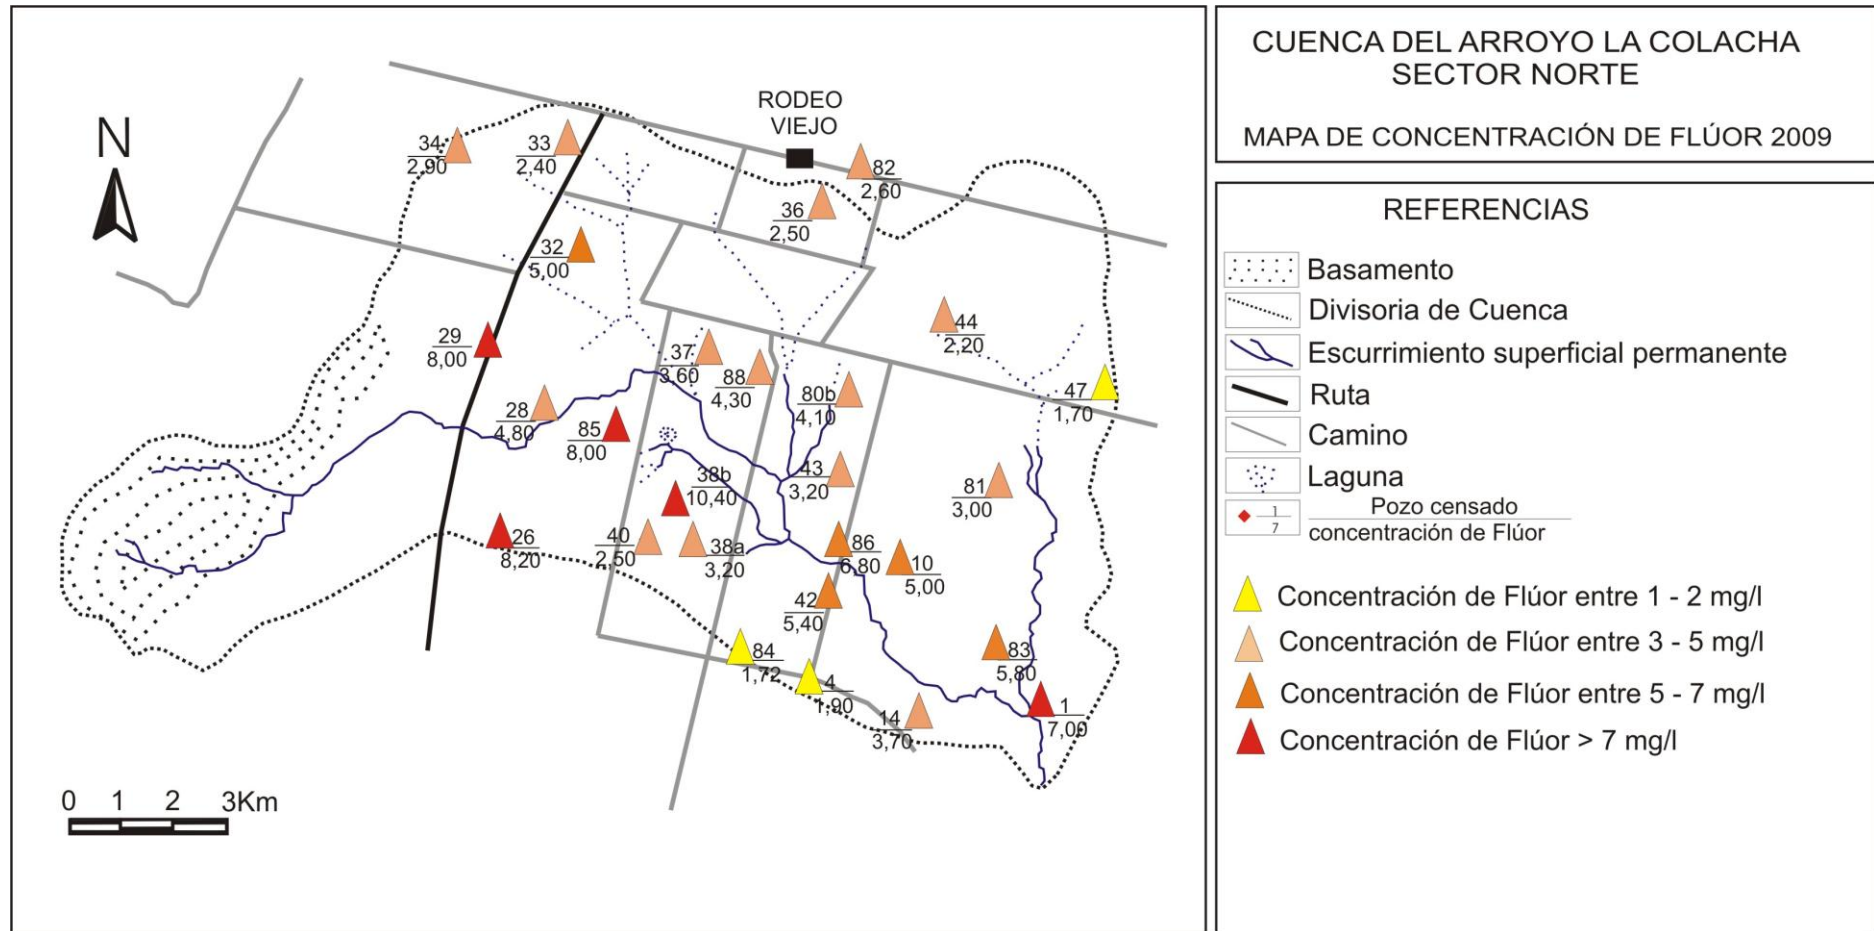 CUENCA DEL ARROYO LA COLACHA
SECTOR NORTE
MAPA DE CONCENTRACIÓN DE FLÚOR 2009
N
RODEO
VIEJO
34
2,90
33
2,40
82
2,60
36
2,50
32
5,00
29
8,00
44
2,20
37
3,60
88
4,30
80b
4,10
47
1,70
28
4,80
85
8,00
38b
10,40
43
3,20
81
3,00
26
8,20
40
2,50
38a
3,20
86
6,80
10
5,00
42
5,40
84
1,72
4
1,90
83
5,80
14
3,70
1
7,00
0 1 2 3Km
REFERENCIAS
Basamento
Divisoria de Cuenca
Escurrimiento superficial permanente
Ruta
Camino
Laguna
1
7
Pozo censado
concentración de Flúor
Concentración de Flúor entre 1 - 2 mg/l
Concentración de Flúor entre 3 - 5 mg/l
Concentración de Flúor entre 5 - 7 mg/l
Concentración de Flúor > 7 mg/l